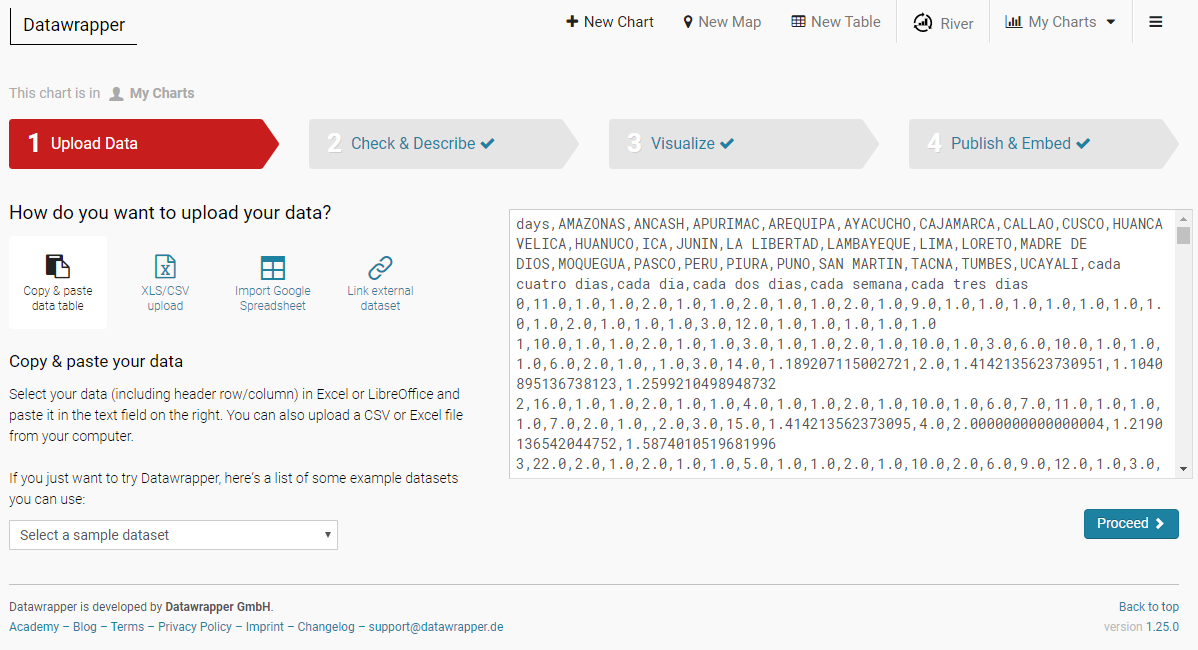 Datawrapper
New Chart
New Map
New Table
River
My Charts
This chart is in My Charts
1 Upload Data
2 Check & Describe
3 Visualize
4 Publish & Embed
How do you want to upload your data?
Copy & paste
data table
XLS/CSV
upload
Import Google
Spreadsheet
Link external
dataset
Copy & paste your data
Select your data (including header row/column) in Excel or LibreOffice and
paste it in the text field on the right. You can also upload a CSV or Excel file
from your computer.
If you just want to try Datawrapper, here's a list of some example datasets
you can use:
Select a sample dataset
days,AMAZONAS,ANCASH,APURIMAC,AREQUIPA,AYACUCHO,CAJAMARCA,CALLAO,CUSCO,HUANCA
VELICA,HUANUCO,ICA,JUNIN,LA LIBERTAD,LAMBAYEQUE,LIMA,LORETO,MADRE DE
DIOS,MOQUEGUA,PASCO,PERU,PIURA,PUNO,SAN MARTIN,TACNA,TUMBES,UCAYALI,cada
cuatro dias,cada dia,cada dos dias,cada semana,cada tres dias
0,11.0,1.0,1.0,2.0,1.0,1.0,2.0,1.0,1.0,2.0,1.0,9.0,1.0,1.0,1.0,1.0,1.0,1.0,1.
0,1.0,2.0,1.0,1.0,3.0,12.0,1.0,1.0,1.0,1.0,1.0
1,10.0,1.0,1.0,2.0,1.0,1.0,3.0,1.0,1.0,2.0,1.0,10.0,1.0,3.0,6.0,10.0,1.0,1.0,
1.0,6.0,2.0,1.0,,1.0,3.0,14.0,1.189207115002721,2.0,1.4142135623730951,1.1040
895136738123,1.2599210498948732
2,16.0,1.0,1.0,2.0,1.0,1.0,4.0,1.0,1.0,2.0,1.0,10.0,1.0,6.0,7.0,11.0,1.0,1.0,
1.0,7.0,2.0,1.0,,2.0,3.0,15.0,1.414213562373095,4.0,2.0000000000000004,1.2190
136542044752,1.5874010519681996
3,22.0,2.0,1.0,2.0,1.0,1.0,5.0,1.0,1.0,2.0,1.0,10.0,2.0,6.0,9.0,12.0,1.0,3.0,
Proceed
Datawrapper is developed by Datawrapper GmbH.
Academy – Blog – Terms – Privacy Policy – Imprint – Changelog – support@datawrapper.de
Back to top
version 1.25.0